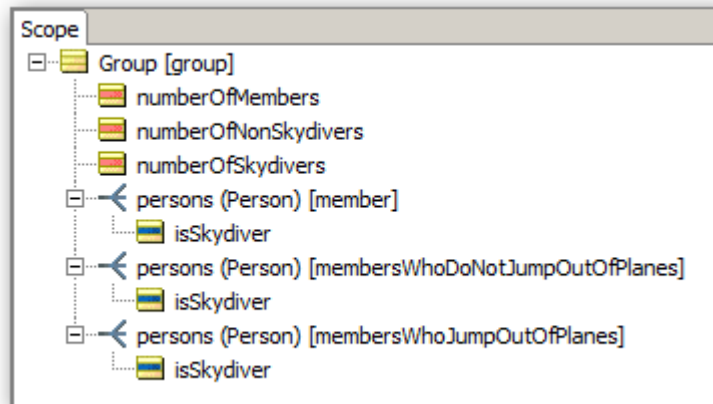 Scope
Group [group]
numberOfMembers
numberOfNonSkydivers
numberOfSkydivers
persons (Person) [member]
isSkydiver
persons (Person) [membersWhoDoNotJumpOutOfPlanes]
isSkydiver
persons (Person) [membersWhoJumpOutOfPlanes]
isSkydiver